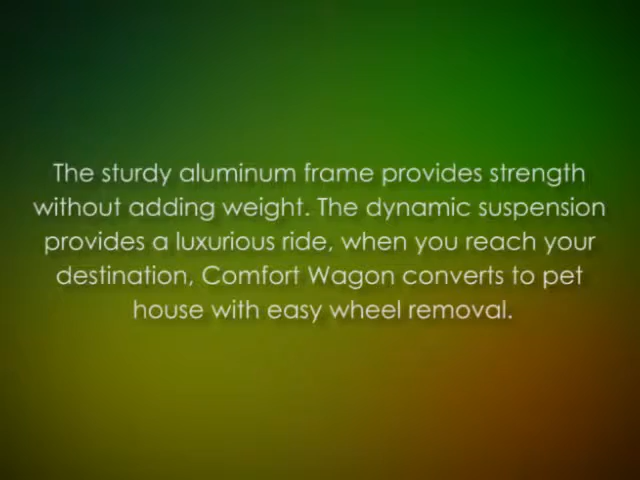 The sturdy aluminum frame provides strength
without adding weight. The dynamic suspension
provides a luxurious ride, when you reach your
destination, Comfort Wagon converts to pet
house with easy wheel removal.